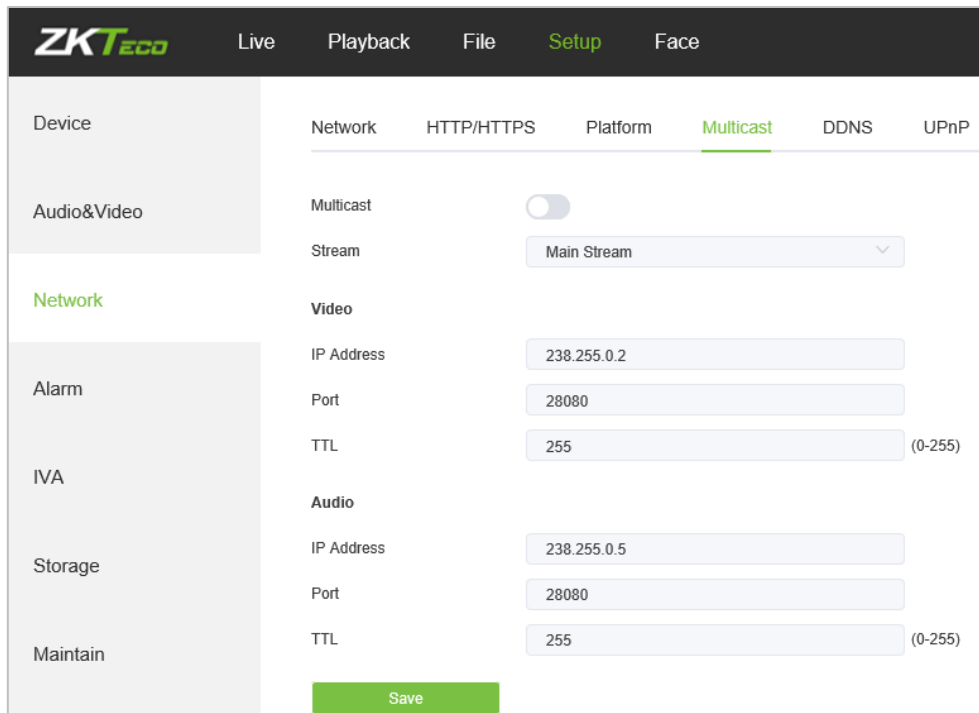 ZKTeco Live Playback File Setup Face
Device
Audio&Video
Network
Alarm
IVA
Storage
Maintain
Network HTTP/HTTPS Platform Multicast DDNS UPnP
Multicast
Stream Main Stream
Video
IP Address 238.255.0.2
Port 28080
TTL 255 (0-255)
Audio
IP Address 238.255.0.5
Port 28080
TTL 255 (0-255)
Save